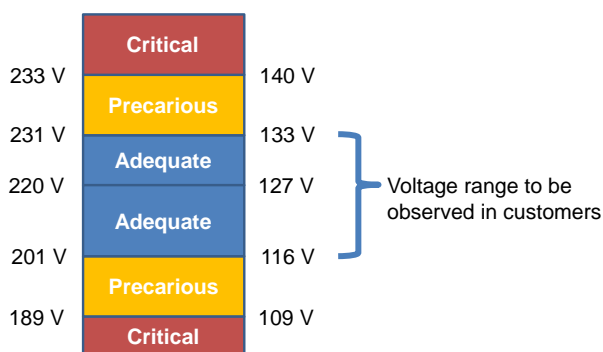 Critical
233 V 140 V
Precarious
231 V 133 V
Adequate
220 V 127 V
Voltage range to be
observed in customers
Adequate
201 V 116 V
Precarious
189 V 109 V
Critical